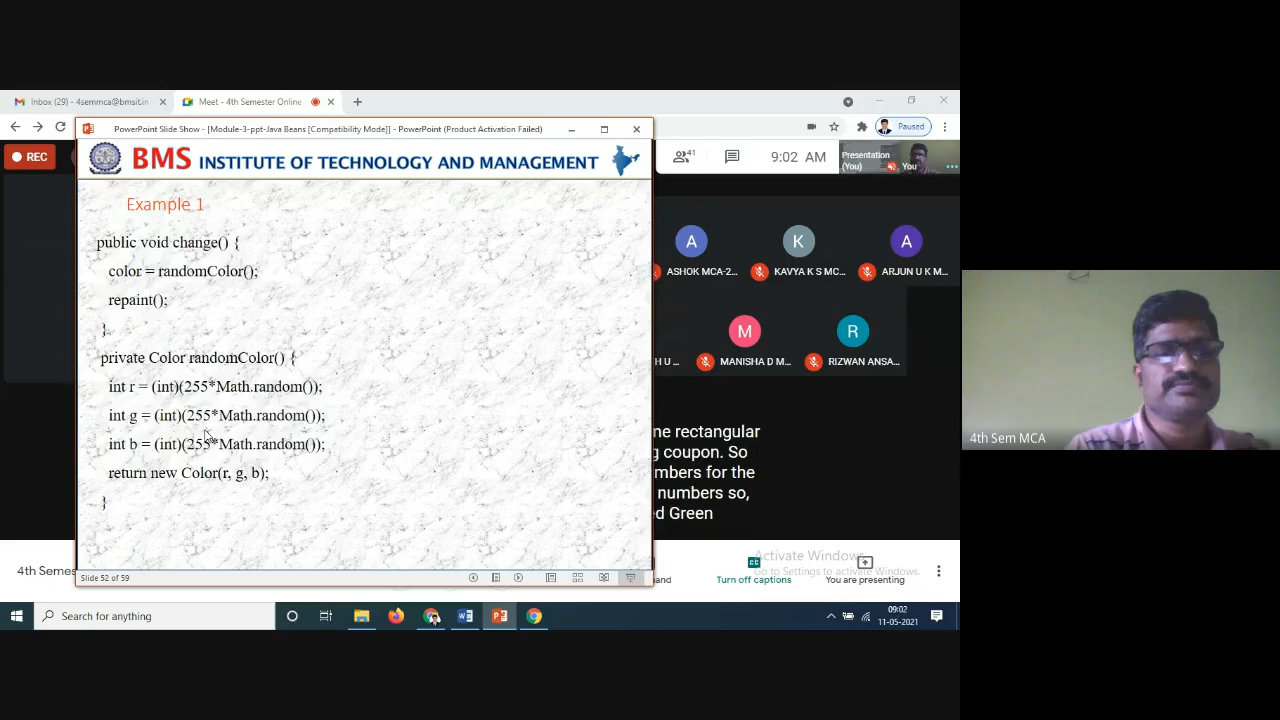 Inbox (29) - 4semmca@bmsit.in
Meet - 4th Semester Online
Paused
PowerPoint Slide Show - [Module-3-ppt-Java Beans [Compatibility Mode]] - PowerPoint (Product Activation Failed)
REC
BMS INSTITUTE OF TECHNOLOGY AND MANAGEMENT
41
9:02 AM
Presentation
(You)
You
Example 1
public void change() {
color = randomColor();
repaint();
}
private Color randomColor() {
int r = (int)(255*Math.random());
int g = (int)(255*Math.random());
int b = (int)(255*Math.random());
return new Color(r, g, b);
}
A
K
A
ASHOK MCA-2...
KAVYA K S MC...
ARJUN U K M...
M
R
H U ...
MANISHA D M...
RIZWAN ANSA...
ne rectangular
g coupon. So
mbers for the
numbers so,
ed Green
4th Sem MCA
Activate Windows
Go to Settings to activate Windows.
4th Semes
Slide 52 of 59
and
CC
Turn off captions
You are presenting
Search for anything
09:02
11-05-2021